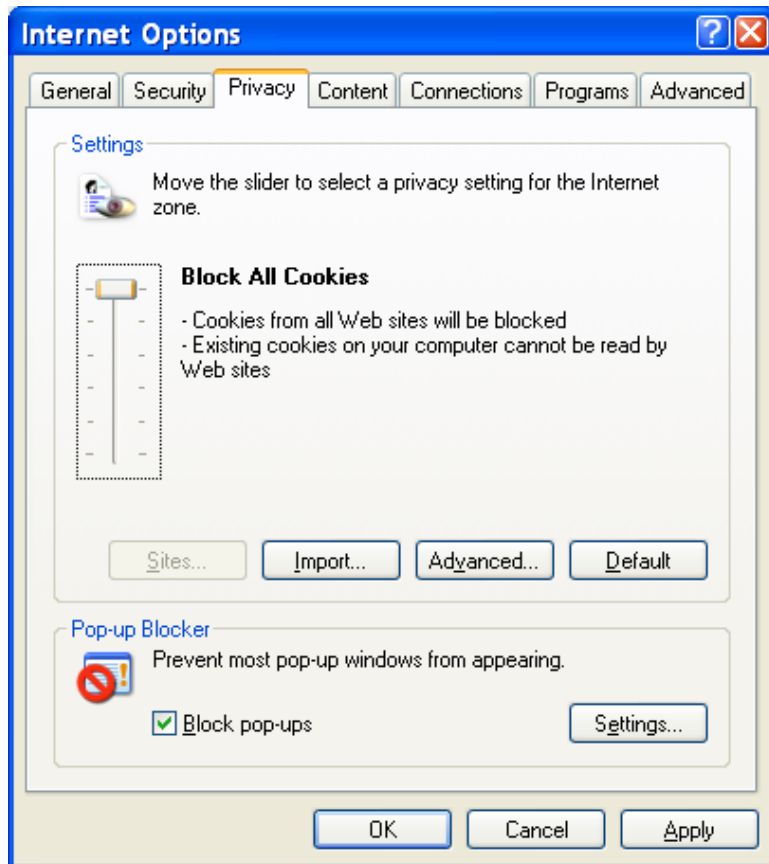 Internet Options
General Security Privacy Content Connections Programs Advanced
Settings
Move the slider to select a privacy setting for the Internet
zone.
Block All Cookies
- Cookies from all Web sites will be blocked
- Existing cookies on your computer cannot be read by
Web sites
Sites... Import... Advanced... Default
Pop-up Blocker
Prevent most pop-up windows from appearing.
Block pop-ups Settings...
OK Cancel Apply